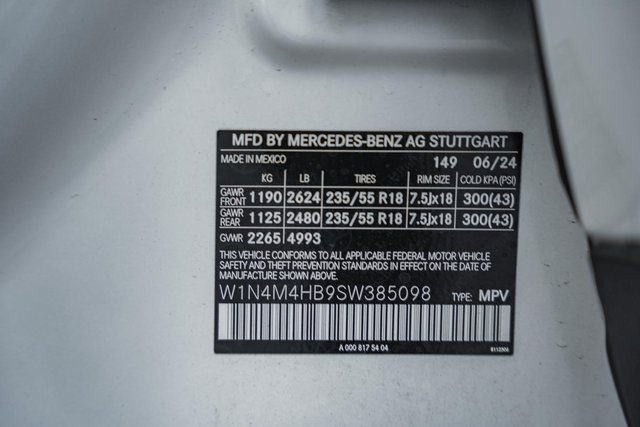 MFD BY MERCEDES-BENZ AG STUTTGART
MADE IN MEXICO 149 06/24
KG LB TIRES RIM SIZE COLD KPA (PSI)
GAWR FRONT 1190 2624 235/55 R18 7.5Jx18 300(43)
GAWR REAR 1125 2480 235/55 R18 7.5Jx18 300(43)
GVWR 2265 4993
THIS VEHICLE CONFORMS TO ALL APPLICABLE FEDERAL MOTOR VEHICLE
SAFETY AND THEFT PREVENTION STANDARDS IN EFFECT ON THE DATE OF
MANUFACTURE SHOWN ABOVE.
W1N4M4HB9SW385098 TYPE: MPV
A 000 817 54 04